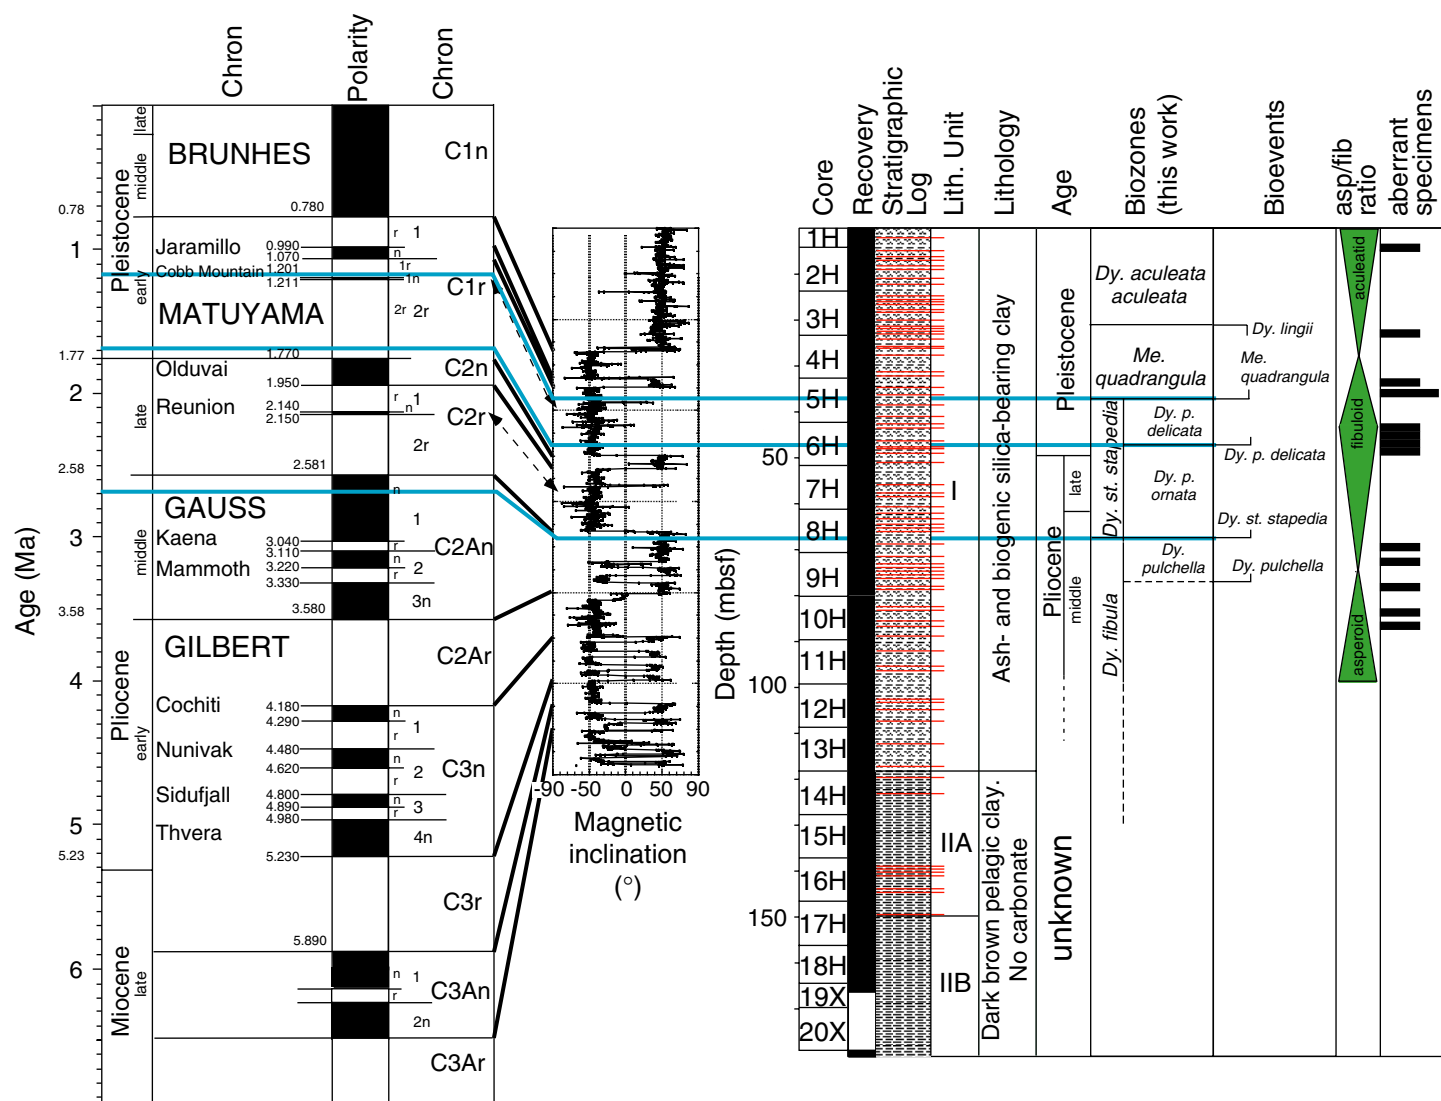 Chron
Polarity
Chron
Age (Ma)
0.78
1
1.77
2
2.58
3
3.58
4
5
5.23
6
Pleistocene
late
middle
early
Pliocene
late
middle
early
Miocene
late
BRUNHES
0.780
Jaramillo
0.990
1.070
Cobb Mountain
1.201
1.211
MATUYAMA
1.770
Olduvai
1.950
Reunion
2.140
2.150
2.581
GAUSS
Kaena
3.040
3.110
Mammoth
3.220
3.330
3.580
GILBERT
Cochiti
4.180
4.290
Nunivak
4.480
4.620
Sidufjall
4.800
4.890
4.980
Thvera
5.230
5.890
C1n
r 1
n
1r
1n
C1r
2r 2r
C2n
r 1
n
C2r
2r
n
1
r
C2An
n 2
r
3n
C2Ar
n
1
r
n
C3n
2
r
n
3
r
4n
C3r
n 1
r
C3An
2n
C3Ar
-90 -50 0 50 90
Magnetic
inclination
(°)
Depth (mbsf)
50
100
150
Core
Recovery
Stratigraphic
Log
Lith. Unit
Lithology
Age
Biozones
(this work)
Bioevents
asp/fib
ratio
aberrant
specimens
1H
2H
3H
4H
5H
6H
7H
8H
9H
10H
11H
12H
13H
14H
15H
16H
17H
18H
19X
20X
I
IIA
IIB
Ash- and biogenic silica-bearing clay
Dark brown pelagic clay.
No carbonate
Pleistocene
Pliocene
late
middle
unknown
Dy. aculeata
aculeata
Me.
quadrangula
Dy. st. stapedia
Dy. p.
delicata
Dy. p.
ornata
Dy.
pulchella
Dy. fibula
Dy. lingii
Me.
quadrangula
Dy. p. delicata
Dy. st. stapedia
Dy. pulchella
aculeatid
fibuloid
asperoid